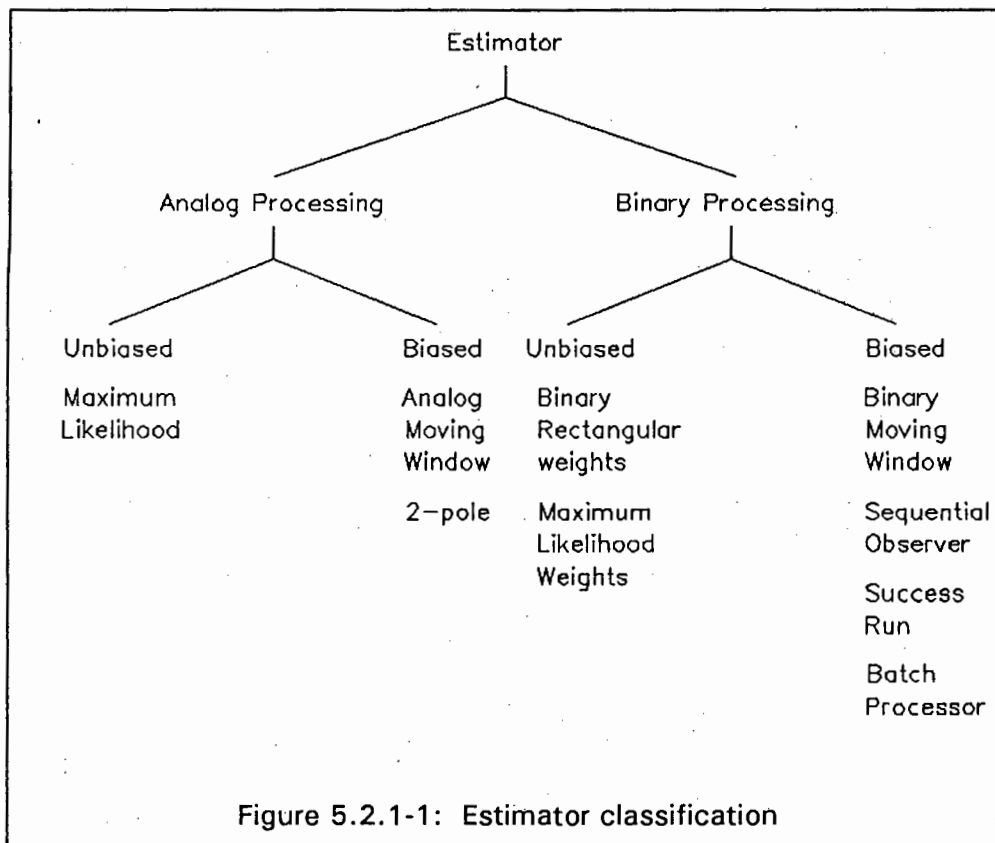 Estimator
Analog Processing
Binary Processing
Unbiased
Maximum
Likelihood
Biased
Analog
Moving
Window
2-pole
Unbiased
Binary
Rectangular
weights
Maximum
Likelihood
Weights
Biased
Binary
Moving
Window
Sequential
Observer
Success
Run
Batch
Processor
Figure 5.2.1-1: Estimator classification